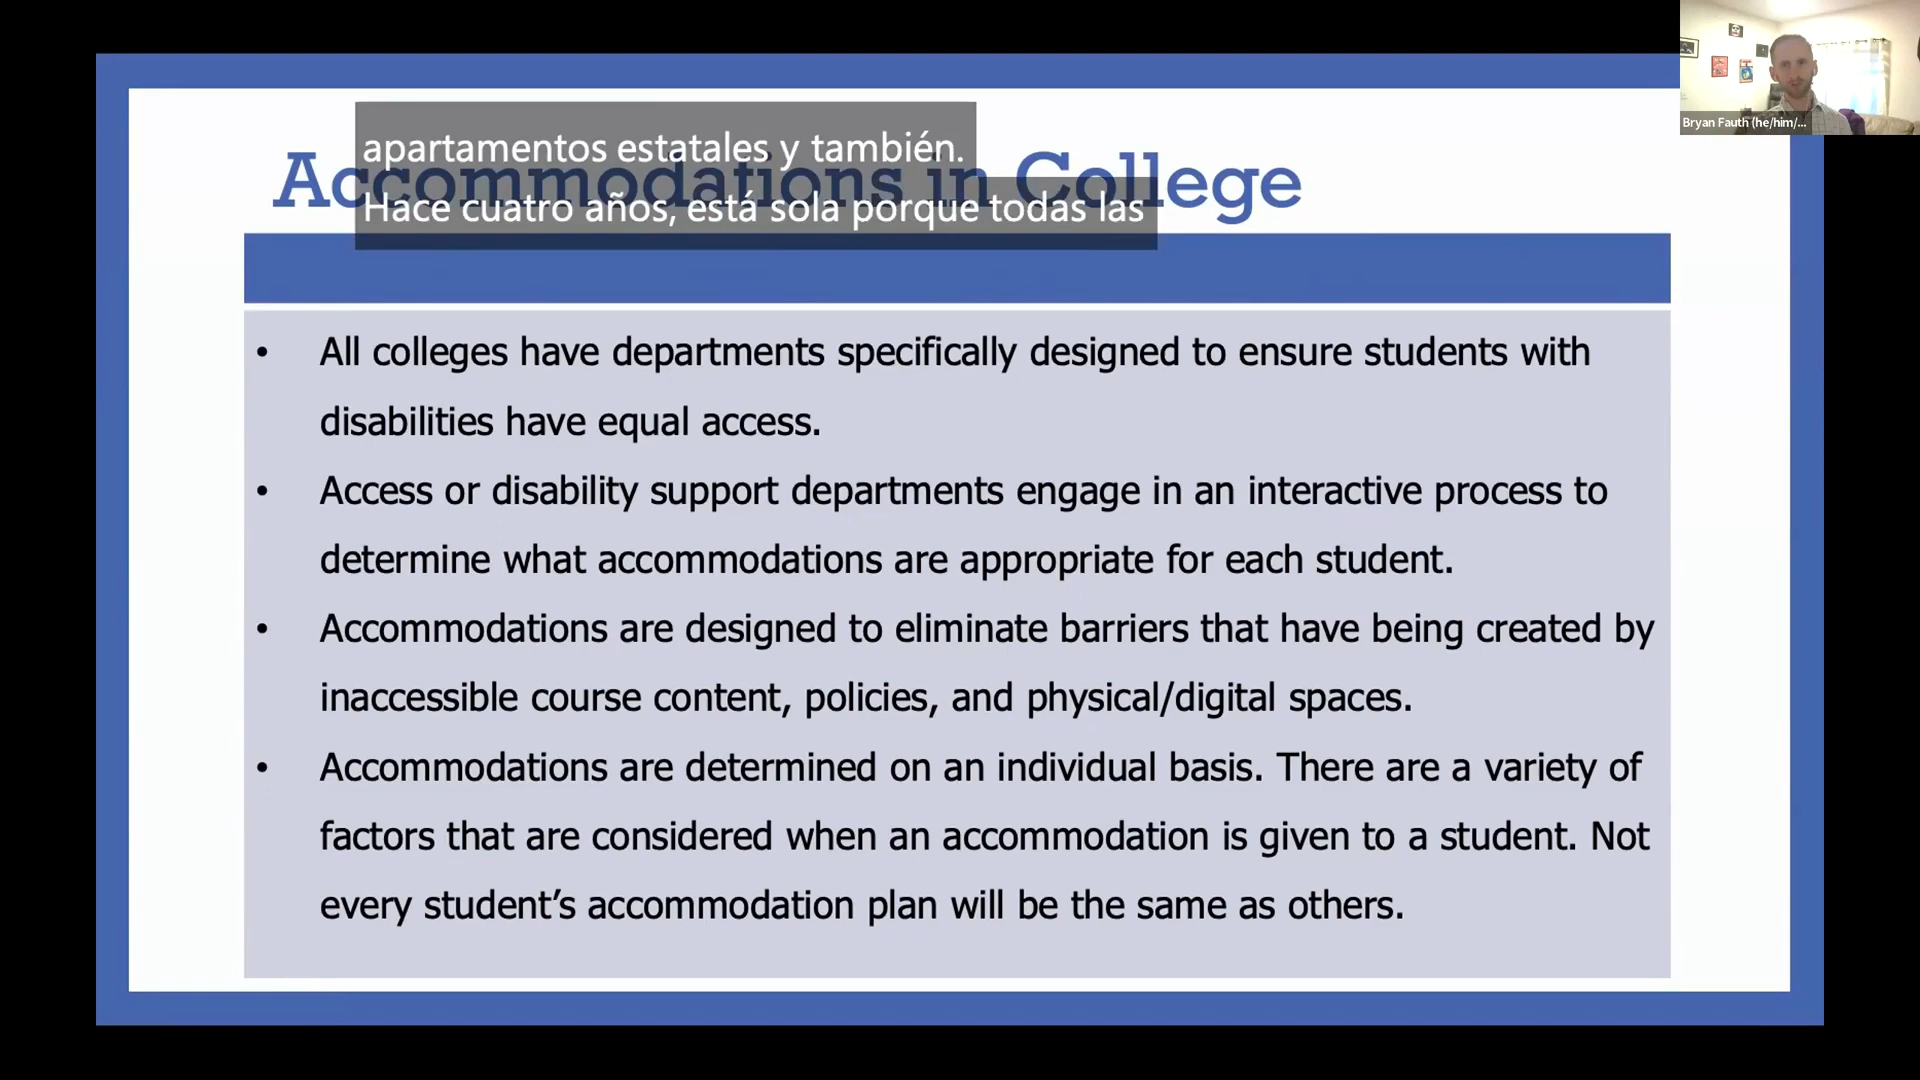 apartamentos estatales y también.
Accommodations in College
Hace cuatro años, está sola porque todas las
Bryan Fauth (he/him/...
• All colleges have departments specifically designed to ensure students with
disabilities have equal access.
• Access or disability support departments engage in an interactive process to
determine what accommodations are appropriate for each student.
• Accommodations are designed to eliminate barriers that have being created by
inaccessible course content, policies, and physical/digital spaces.
• Accommodations are determined on an individual basis. There are a variety of
factors that are considered when an accommodation is given to a student. Not
every student’s accommodation plan will be the same as others.